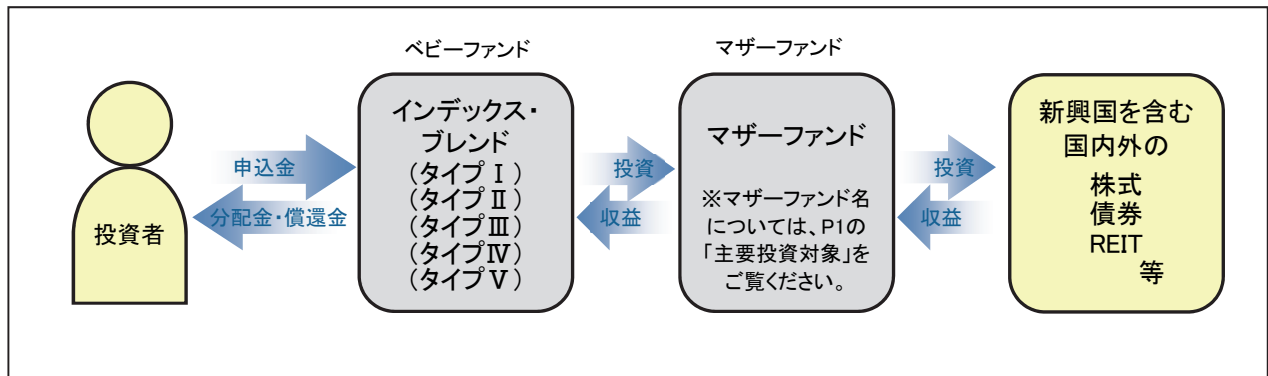 ベビーファンド
マザーファンド
投資者
申込金
分配金・償還金
インデックス・
ブレンド
（タイプⅠ）
（タイプⅡ）
（タイプⅢ）
（タイプⅣ）
（タイプⅤ）
投資
収益
マザーファンド
※マザーファンド名
については、P1の
「主要投資対象」を
ご覧ください。
投資
収益
新興国を含む
国内外の
株式
債券
REIT
等